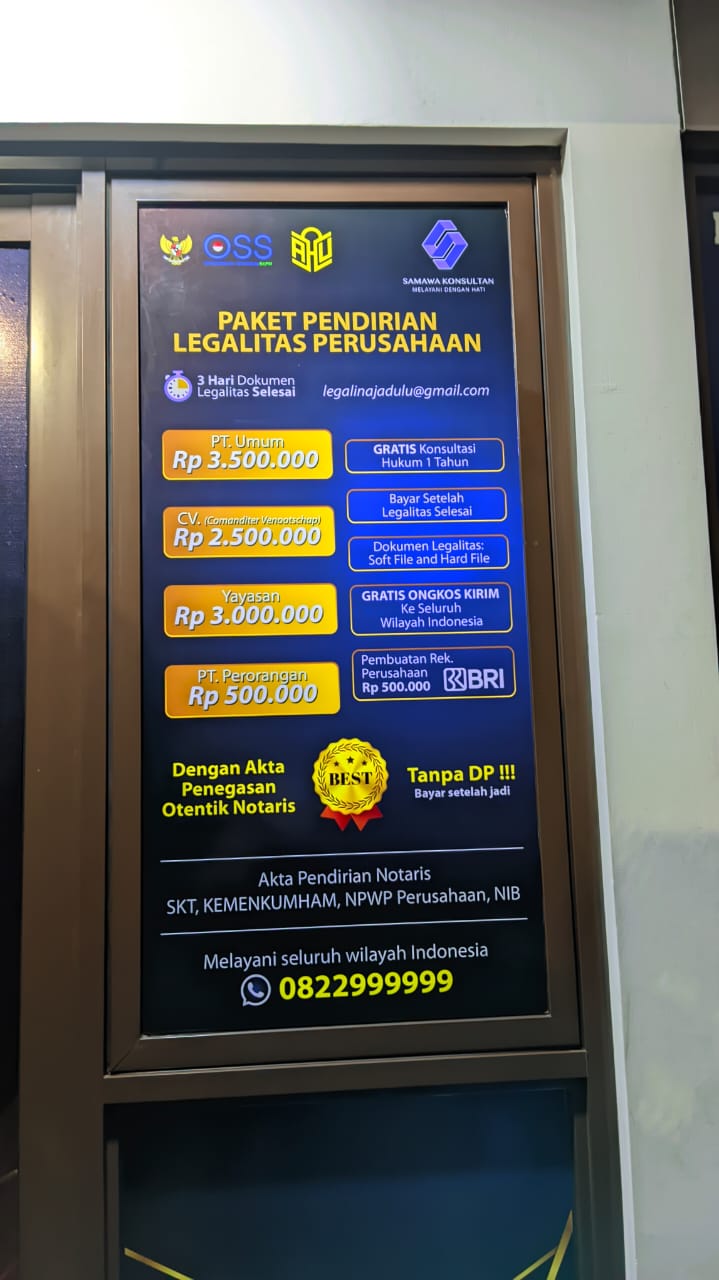 OSS
BKPM
AHU
SAMAWA KONSULTAN
MELAYANI DENGAN HATI
PAKET PENDIRIAN
LEGALITAS PERUSAHAAN
3 Hari Dokumen
Legalitas Selesai
legalinajadulu@gmail.com
PT. Umum
Rp 3.500.000
GRATIS Konsultasi
Hukum 1 Tahun
CV. (Comanditer Venootschap)
Rp 2.500.000
Bayar Setelah
Legalitas Selesai
Dokumen Legalitas:
Soft File and Hard File
Yayasan
Rp 3.000.000
GRATIS ONGKOS KIRIM
Ke Seluruh
Wilayah Indonesia
PT. Perorangan
Rp 500.000
Pembuatan Rek.
Perusahaan
Rp 500.000
BRI
Dengan Akta
Penegasan
Otentik Notaris
BEST
Tanpa DP !!!
Bayar setelah jadi
Akta Pendirian Notaris
SKT, KEMENKUMHAM, NPWP Perusahaan, NIB
Melayani seluruh wilayah Indonesia
0822999999